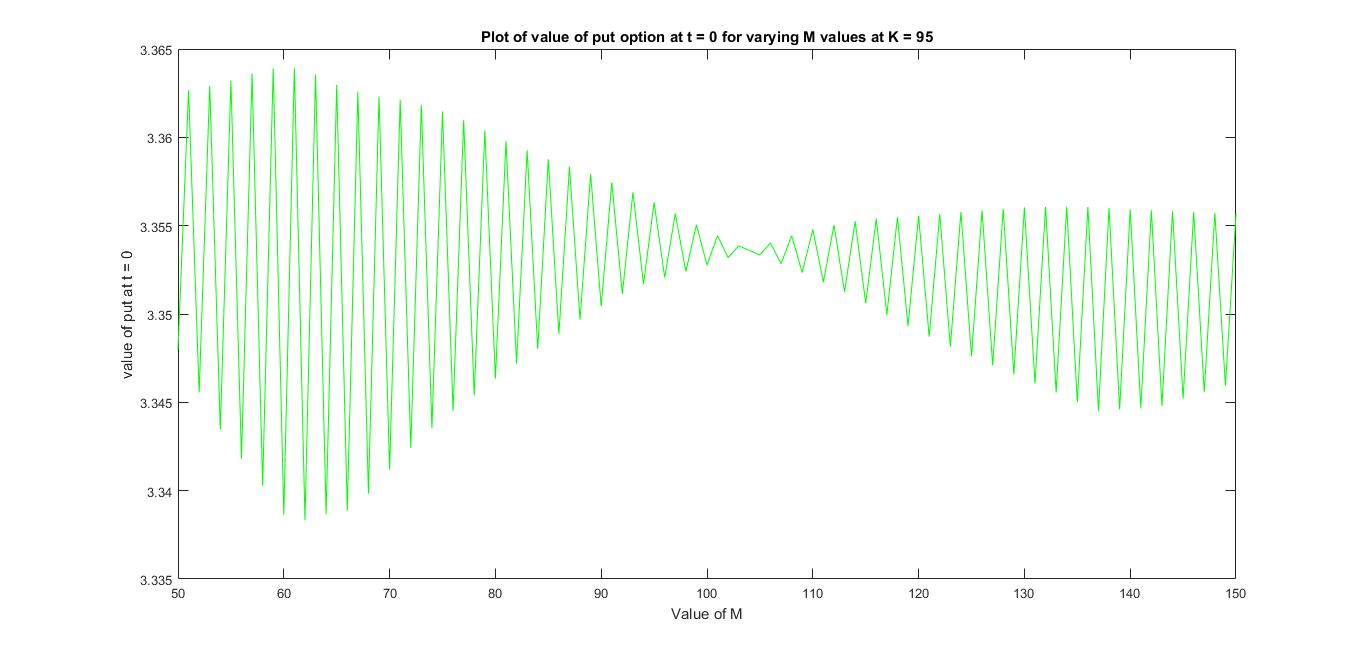 Plot of value of put option at t = 0 for varying M values at K = 95
3.365
3.36
3.355
3.35
3.345
3.34
3.335
value of put at t = 0
50 60 70 80 90 100 110 120 130 140 150
Value of M